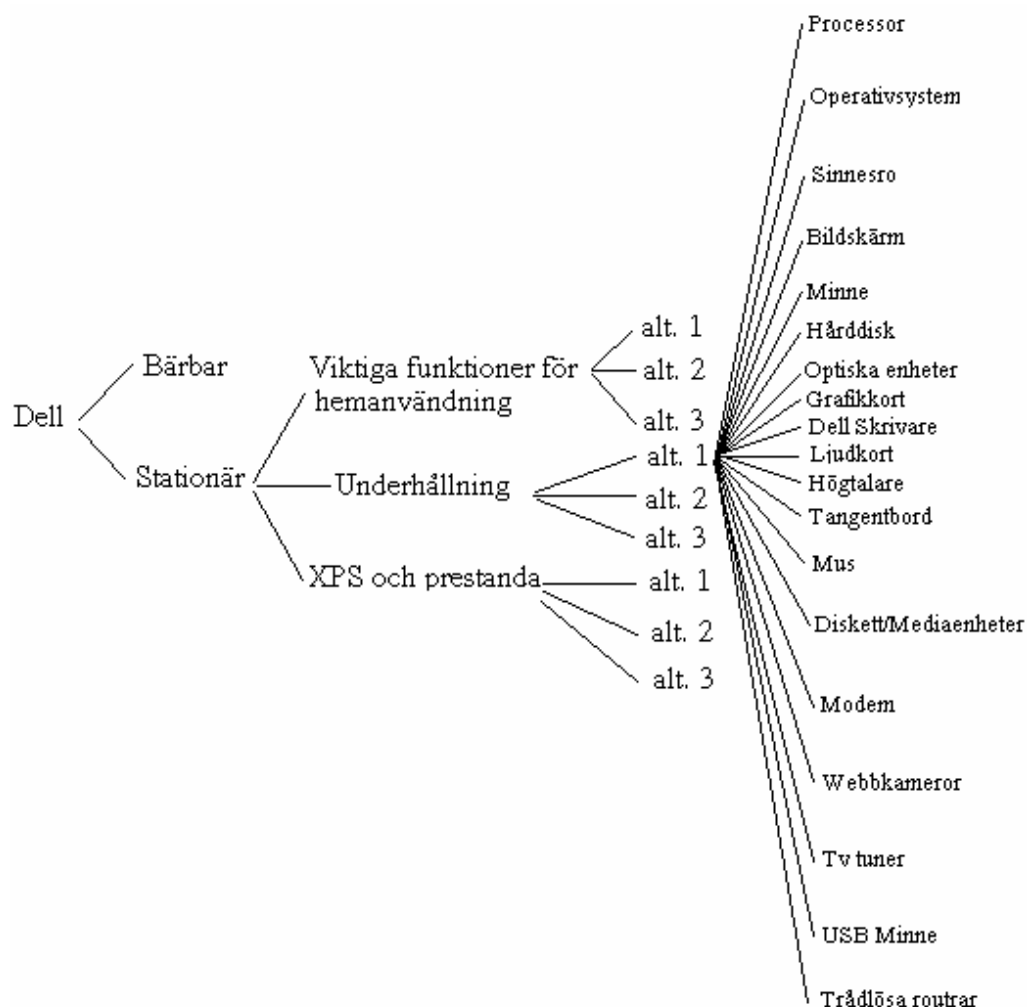 Dell
Bärbar
Stationär
Viktiga funktioner för
hemanvändning
Underhållning
XPS och prestanda
alt. 1
alt. 2
alt. 3
alt. 1
alt. 2
alt. 3
alt. 1
alt. 2
alt. 3
Processor
Operativsystem
Sinnesro
Bildskärm
Minne
Hårddisk
Optiska enheter
Grafikkort
Dell Skrivare
Ljudkort
Högtalare
Tangentbord
Mus
Diskett/Mediaenheter
Modem
Webbkameror
Tv tuner
USB Minne
Trådlösa routrar